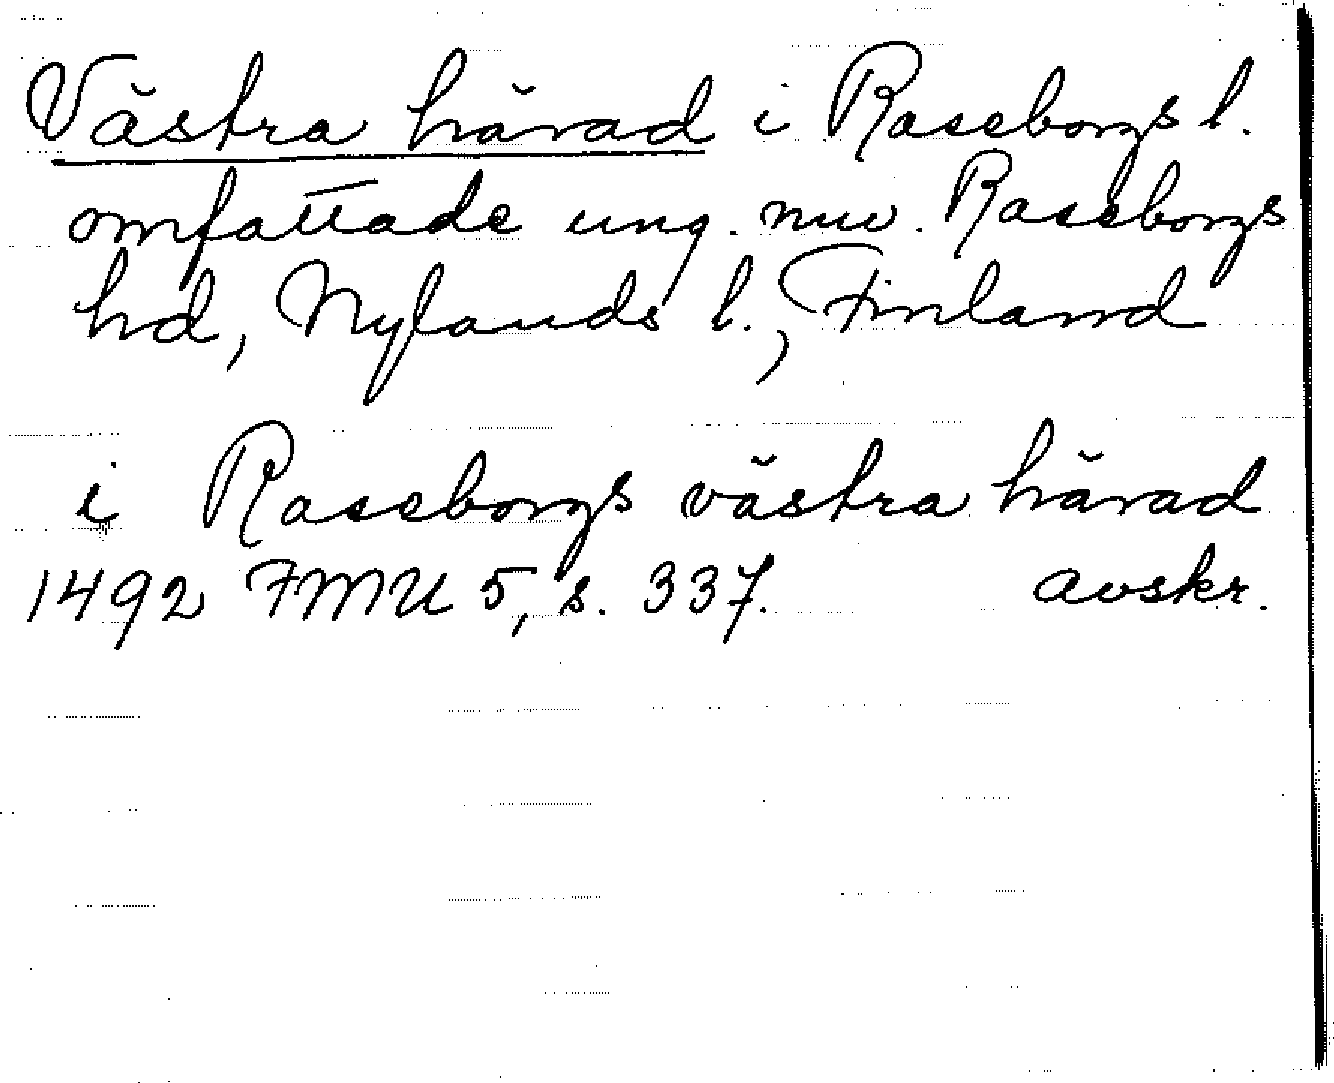 Västra härad i Raseborgs l.
omfattade ung. nuv. Raseborgs
hd, Nylands l., Finland
i Raseborgs västra härad
1492 FMU 5, s. 337. avskr.